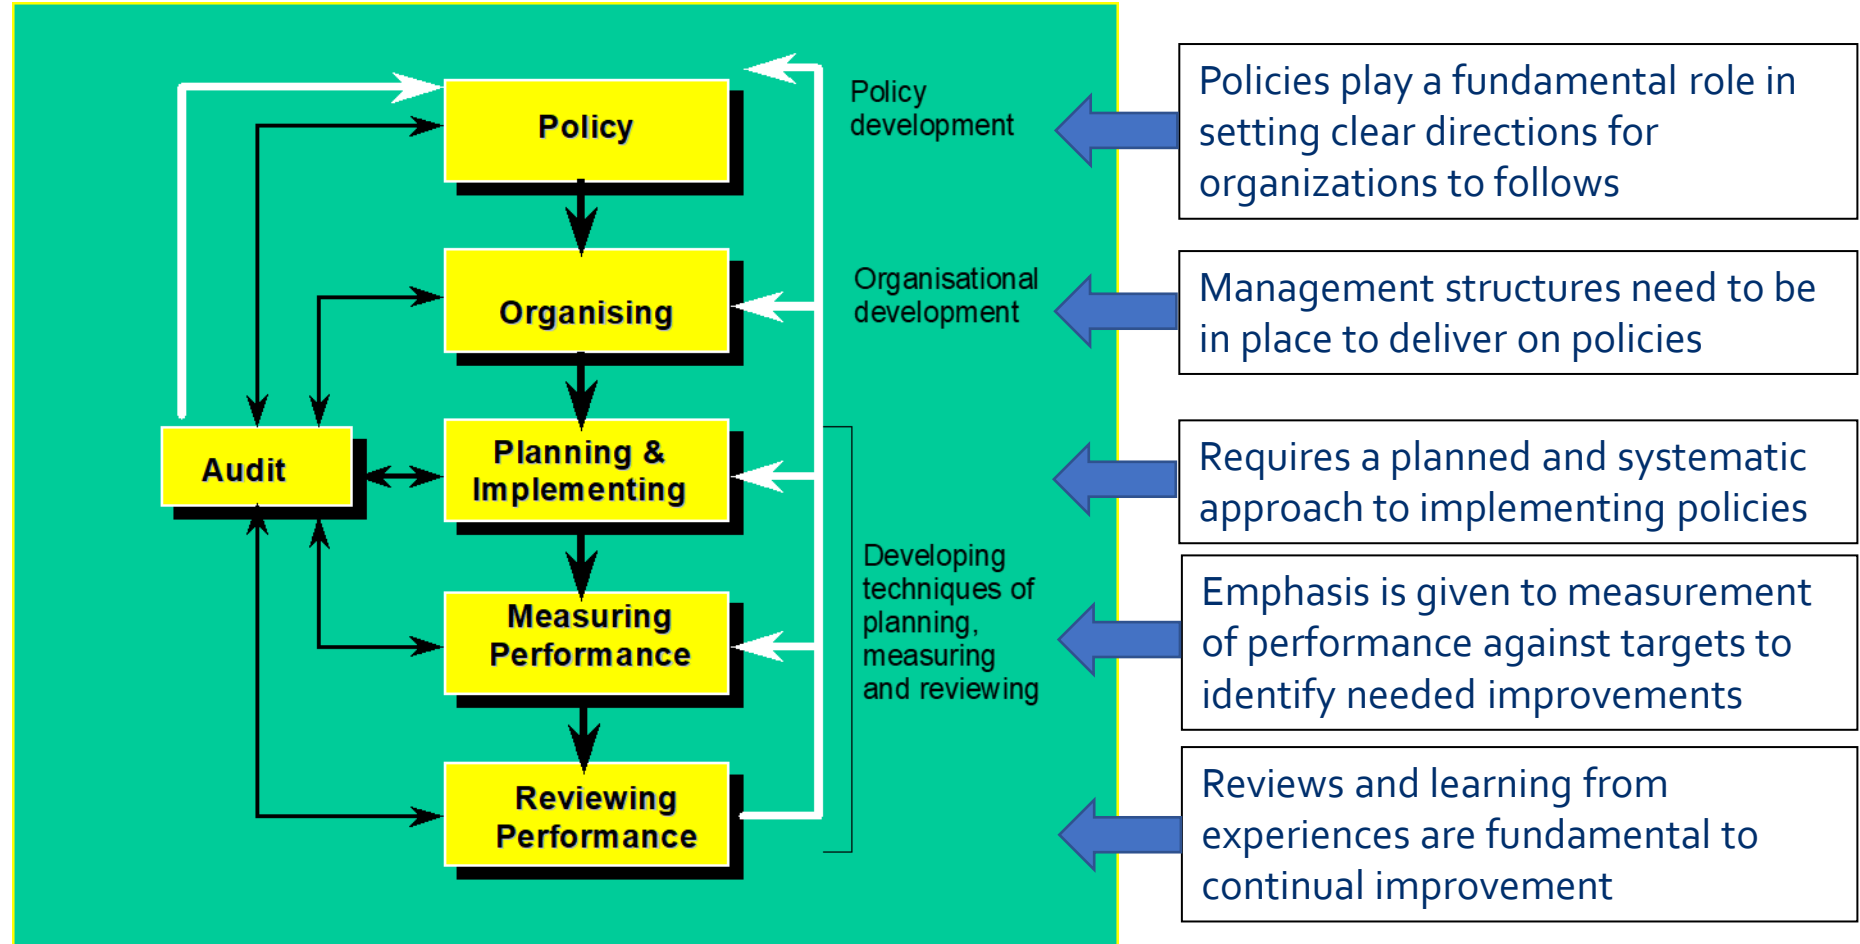 Policy
Organising
Audit
Planning &
Implementing
Measuring
Performance
Reviewing
Performance
Policy
development
Organisational
development
Developing
techniques of
planning,
measuring
and reviewing
Policies play a fundamental role in
setting clear directions for
organizations to follows
Management structures need to be
in place to deliver on policies
Requires a planned and systematic
approach to implementing policies
Emphasis is given to measurement
of performance against targets to
identify needed improvements
Reviews and learning from
experiences are fundamental to
continual improvement